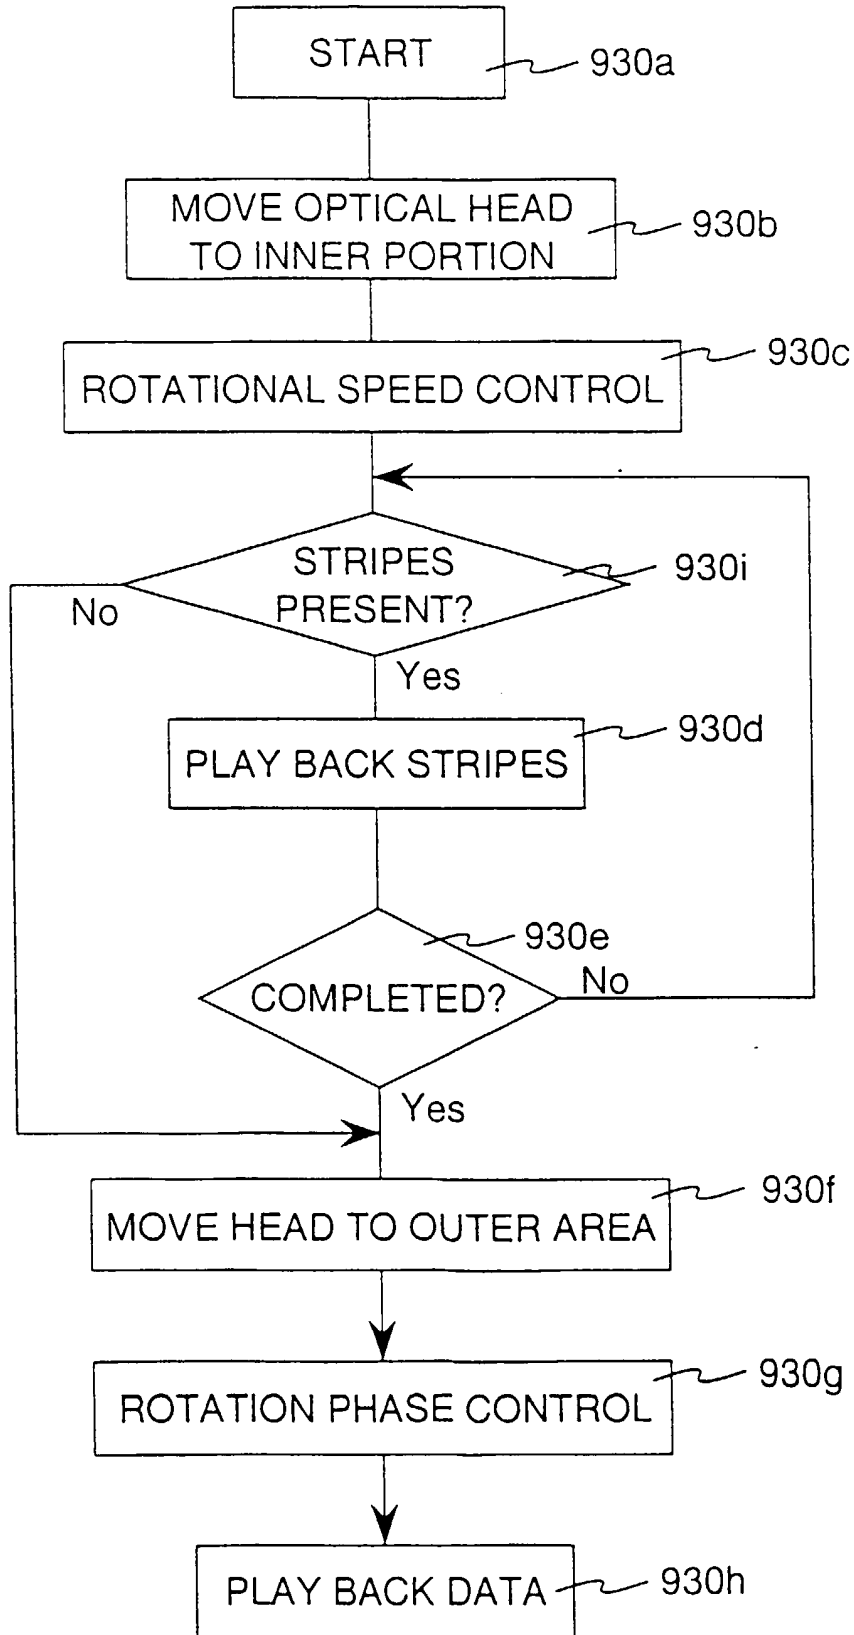 START
930a
MOVE OPTICAL HEAD
TO INNER PORTION
930b
930c
ROTATIONAL SPEED CONTROL
STRIPES
PRESENT?
930i
No
Yes
930d
PLAY BACK STRIPES
930e
COMPLETED?
No
Yes
930f
MOVE HEAD TO OUTER AREA
930g
ROTATION PHASE CONTROL
PLAY BACK DATA
930h